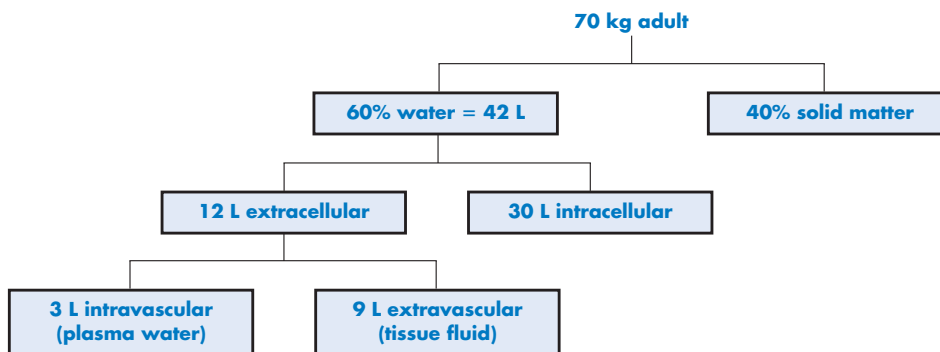 70 kg adult
60% water = 42 L
40% solid matter
12 L extracellular
30 L intracellular
3 L intravascular
(plasma water)
9 L extravascular
(tissue fluid)